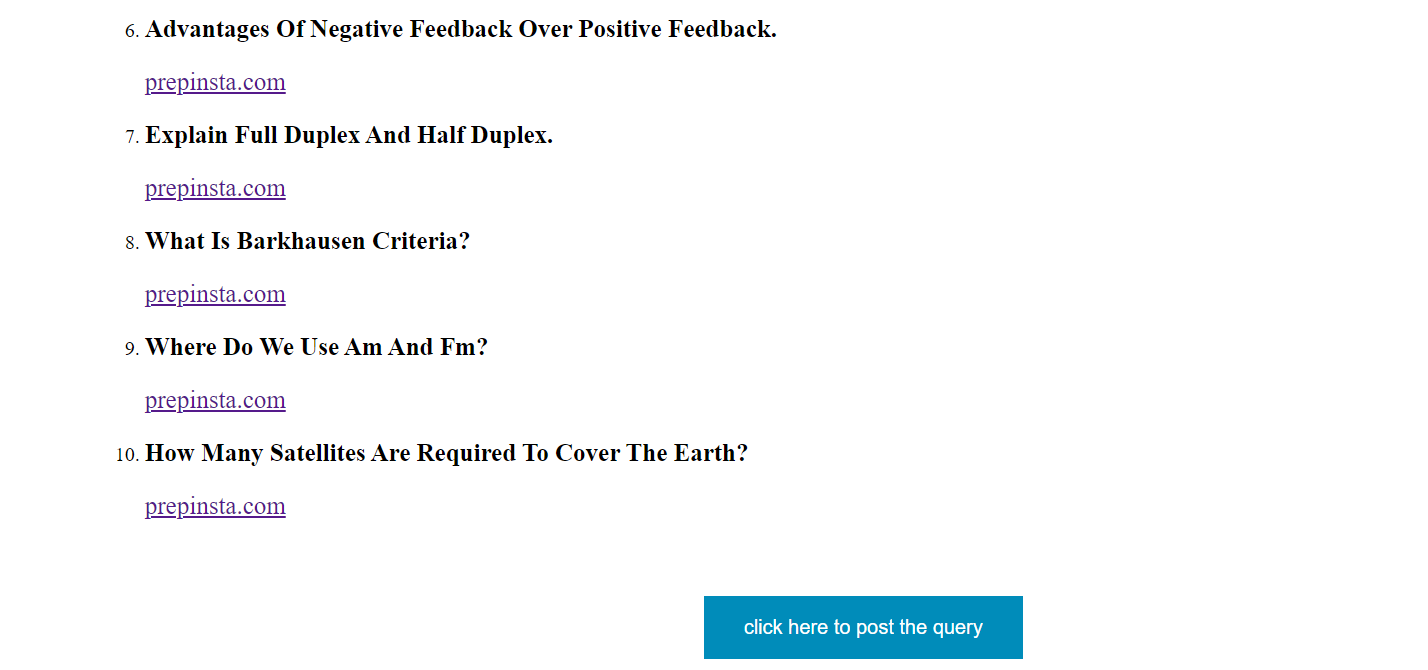 6. Advantages Of Negative Feedback Over Positive Feedback.
prepinsta.com
7. Explain Full Duplex And Half Duplex.
prepinsta.com
8. What Is Barkhausen Criteria?
prepinsta.com
9. Where Do We Use Am And Fm?
prepinsta.com
10. How Many Satellites Are Required To Cover The Earth?
prepinsta.com
click here to post the query